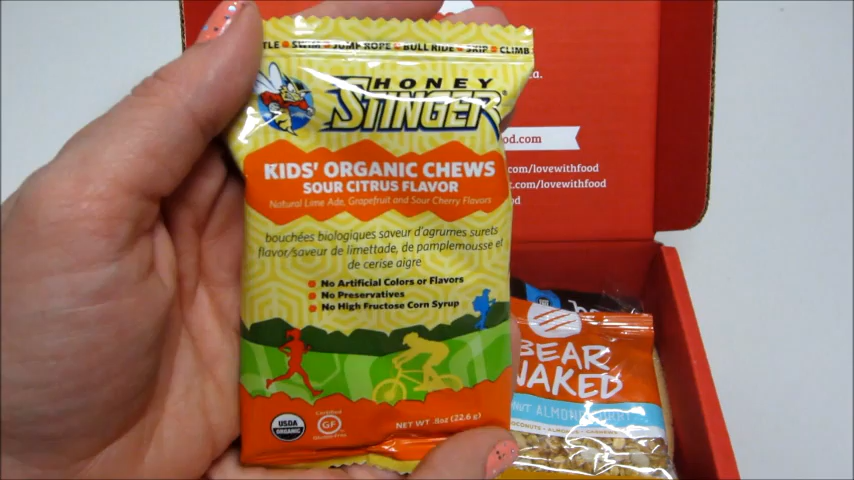 SWIM • JUMP ROPE • BULL RIDE • SKIP • CLIMB
HONEY
STINGER
KIDS' ORGANIC CHEWS
SOUR CITRUS FLAVOR
Natural Lime Ade, Grapefruit and Sour Cherry Flavors
bouchées biologiques saveur d'agrumes surets
flavor/saveur de limettade, de pamplemousse et
de cerise aigre
No Artificial Colors or Flavors
No Preservatives
No High Fructose Corn Syrup
USDA
ORGANIC
Certified
GF
Gluten-Free
NET WT .8oz (22.6 g)
od.com
.com/lovewithfood
.com/lovewithfood
BEAR
NAKED